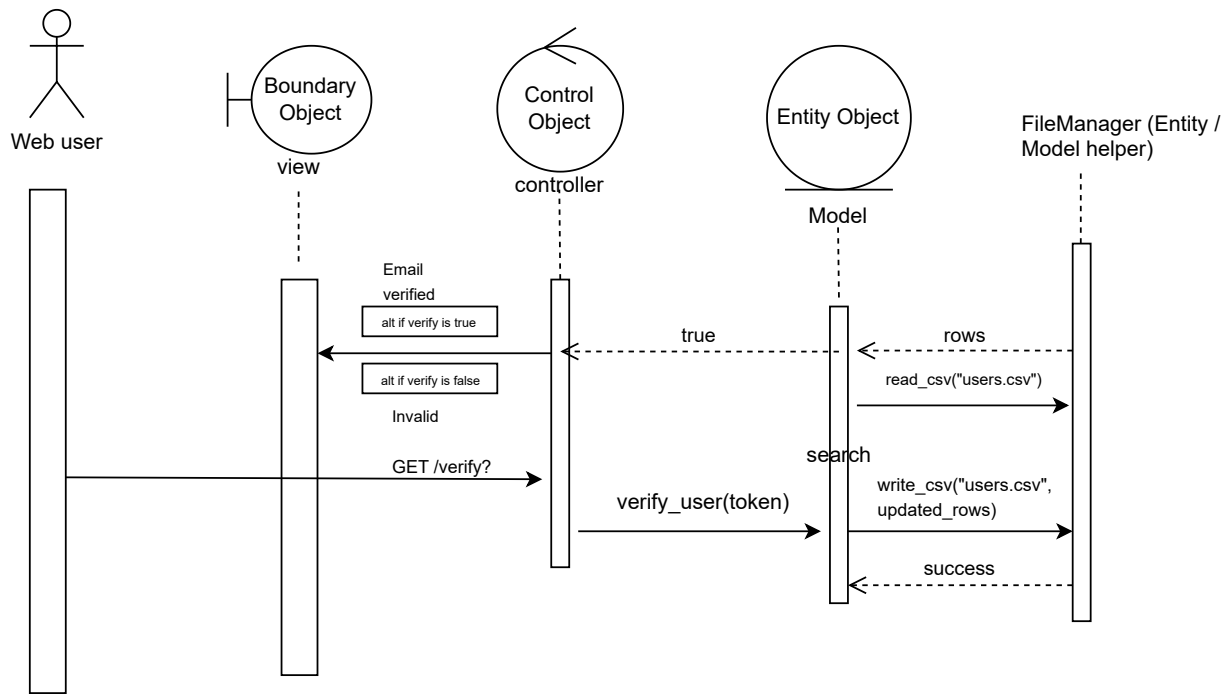 Boundary
Object
Control
Object
Entity Object
FileManager (Entity /
Model helper)
Web user
view
controller
Model
Email
verified
alt if verify is true
true
rows
alt if verify is false
read_csv("users.csv")
Invalid
search
GET /verify?
write_csv("users.csv",
updated_rows)
verify_user(token)
success